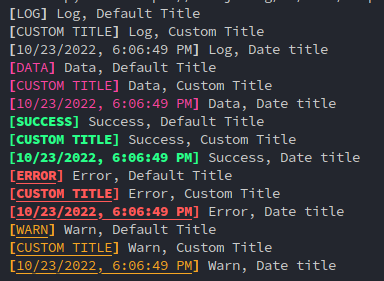 [LOG] Log, Default Title
[CUSTOM TITLE] Log, Custom Title
[10/23/2022, 6:06:49 PM] Log, Date title
[DATA] Data, Default Title
[CUSTOM TITLE] Data, Custom Title
[10/23/2022, 6:06:49 PM] Data, Date title
[SUCCESS] Success, Default Title
[CUSTOM TITLE] Success, Custom Title
[10/23/2022, 6:06:49 PM] Success, Date title
[ERROR] Error, Default Title
[CUSTOM TITLE] Error, Custom Title
[10/23/2022, 6:06:49 PM] Error, Date title
[WARN] Warn, Default Title
[CUSTOM TITLE] Warn, Custom Title
[10/23/2022, 6:06:49 PM] Warn, Date title